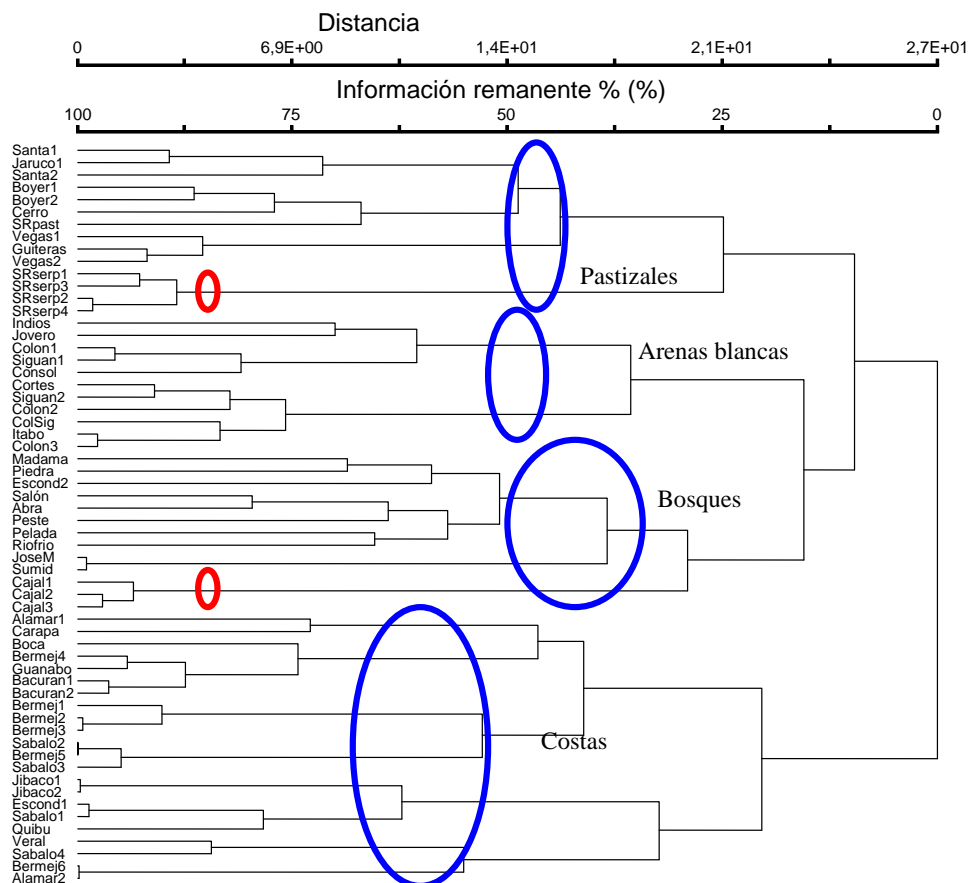 Distancia
0 6,9E+00 1,4E+01 2,1E+01 2,7E+01
Información remanente % (%)
100 75 50 25 0
Santa1
Jaruco1
Santa2
Boyer1
Boyer2
Cerro
SRpast
Vegas1
Guiteras
Vegas2
SRserp1
SRserp3
SRserp2
SRserp4
Pastizales
Indios
Jovero
Colon1
Siguan1
Consol
Arenas blancas
Cortes
Siguan2
Colon2
ColSig
Itabo
Colon3
Madama
Piedra
Escond2
Salón
Abra
Bosques
Peste
Pelada
Riofrio
JoseM
Sumid
Cajal1
Cajal2
Cajal3
Alamar1
Carapa
Boca
Bermej4
Guanabo
Bacuran1
Bacuran2
Bermej1
Bermej2
Bermej3
Sabalo2
Costas
Bermej5
Sabalo3
Jibaco1
Jibaco2
Escond1
Sabalo1
Quibu
Veral
Sabalo4
Bermej6
Alamar2